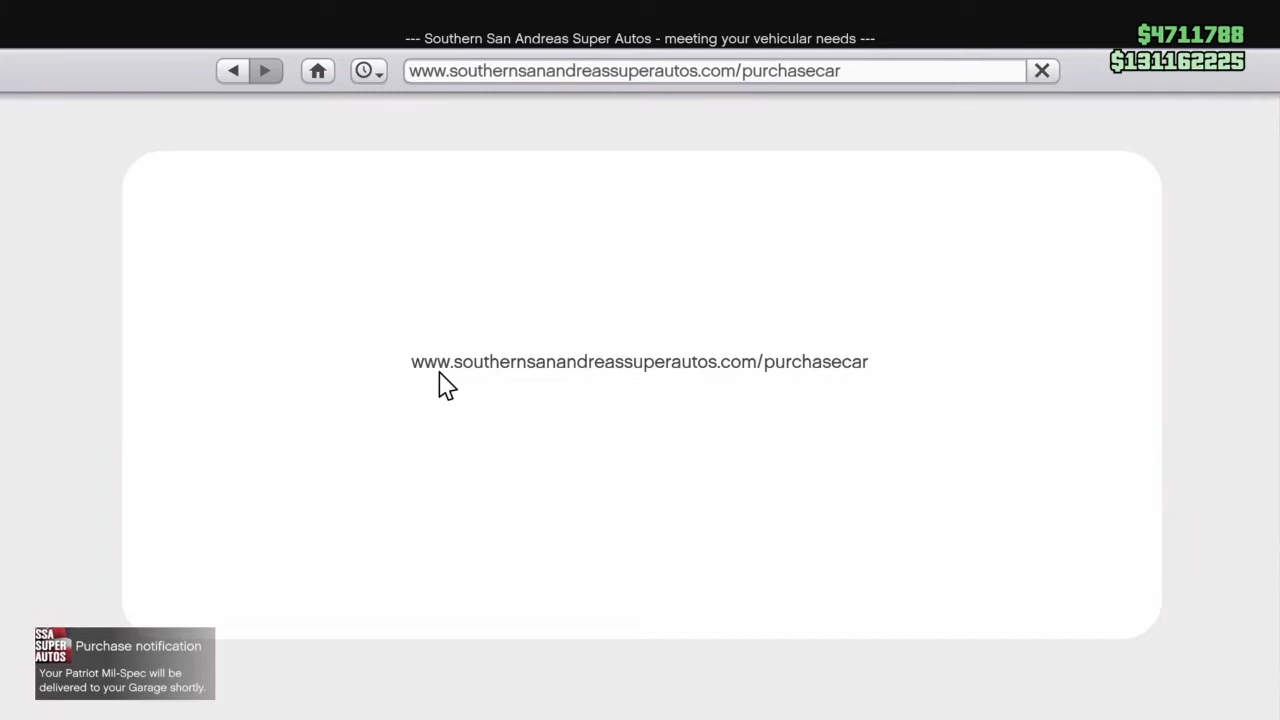 --- Southern San Andreas Super Autos - meeting your vehicular needs ---
$4711788
www.southernsanandreassuperautos.com/purchasecar
$131162225
www.southernsanandreassuperautos.com/purchasecar
SSA
SUPER
AUTOS
Purchase notification
Your Patriot Mil-Spec will be
delivered to your Garage shortly.